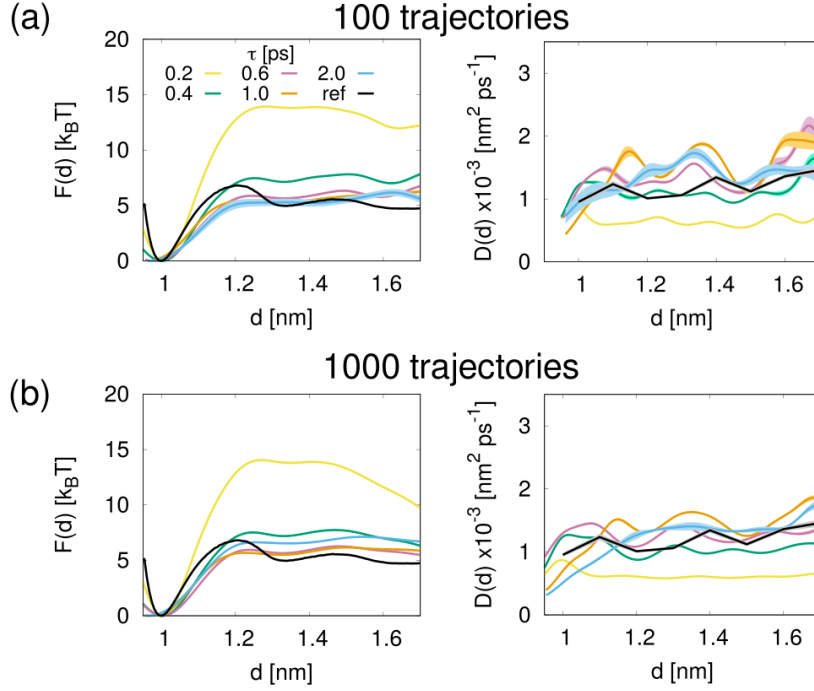 (a)
100 trajectories
F(d) [kBT]
20
15
10
5
0
τ [ps]
0.2 0.6 2.0
0.4 1.0 ref
1 1.2 1.4 1.6
d [nm]
D(d) x10⁻³ [nm² ps⁻¹]
3
2
1
0
1 1.2 1.4 1.6
d [nm]
(b)
1000 trajectories
F(d) [kBT]
20
15
10
5
0
1 1.2 1.4 1.6
d [nm]
D(d) x10⁻³ [nm² ps⁻¹]
3
2
1
0
1 1.2 1.4 1.6
d [nm]